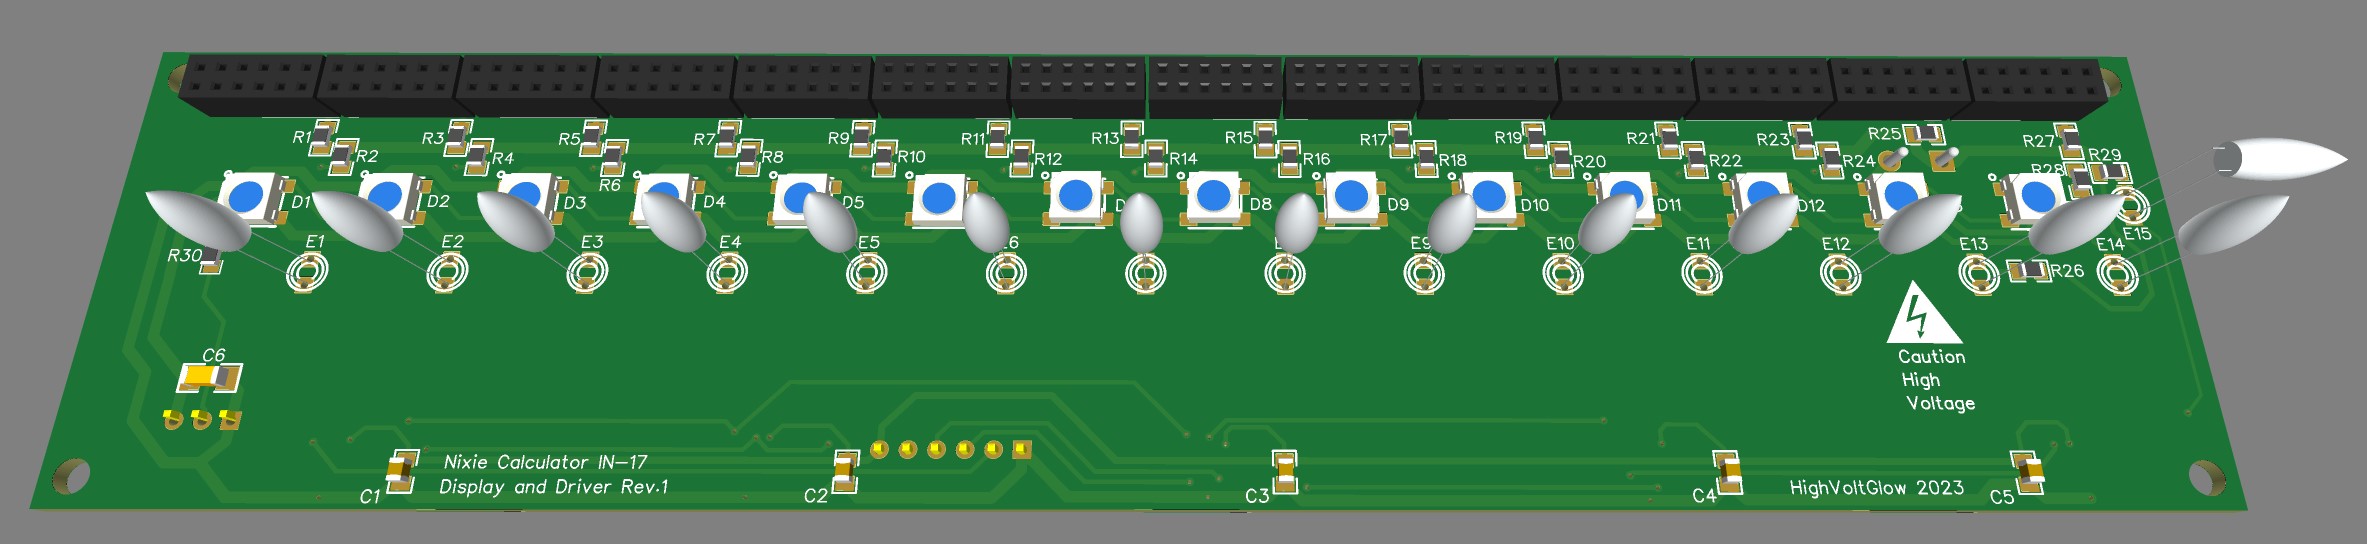 R1 R3 R5 R7 R9 R11 R13 R15 R17 R19 R21 R23 R25 R27
R2 R4 R6 R8 R10 R12 R14 R16 R18 R20 R22 R24 R28 R29
D1 D2 D3 D4 D5 D8 D9 D10 D11 D12
R30 E1 E2 E3 E4 E5 E6 E9 E10 E11 E12 E13 E14 E15
R26
Caution
High
Voltage
C6
Nixie Calculator IN-17
Display and Driver Rev.1
HighVoltGlow 2023
C1 C2 C3 C4 C5